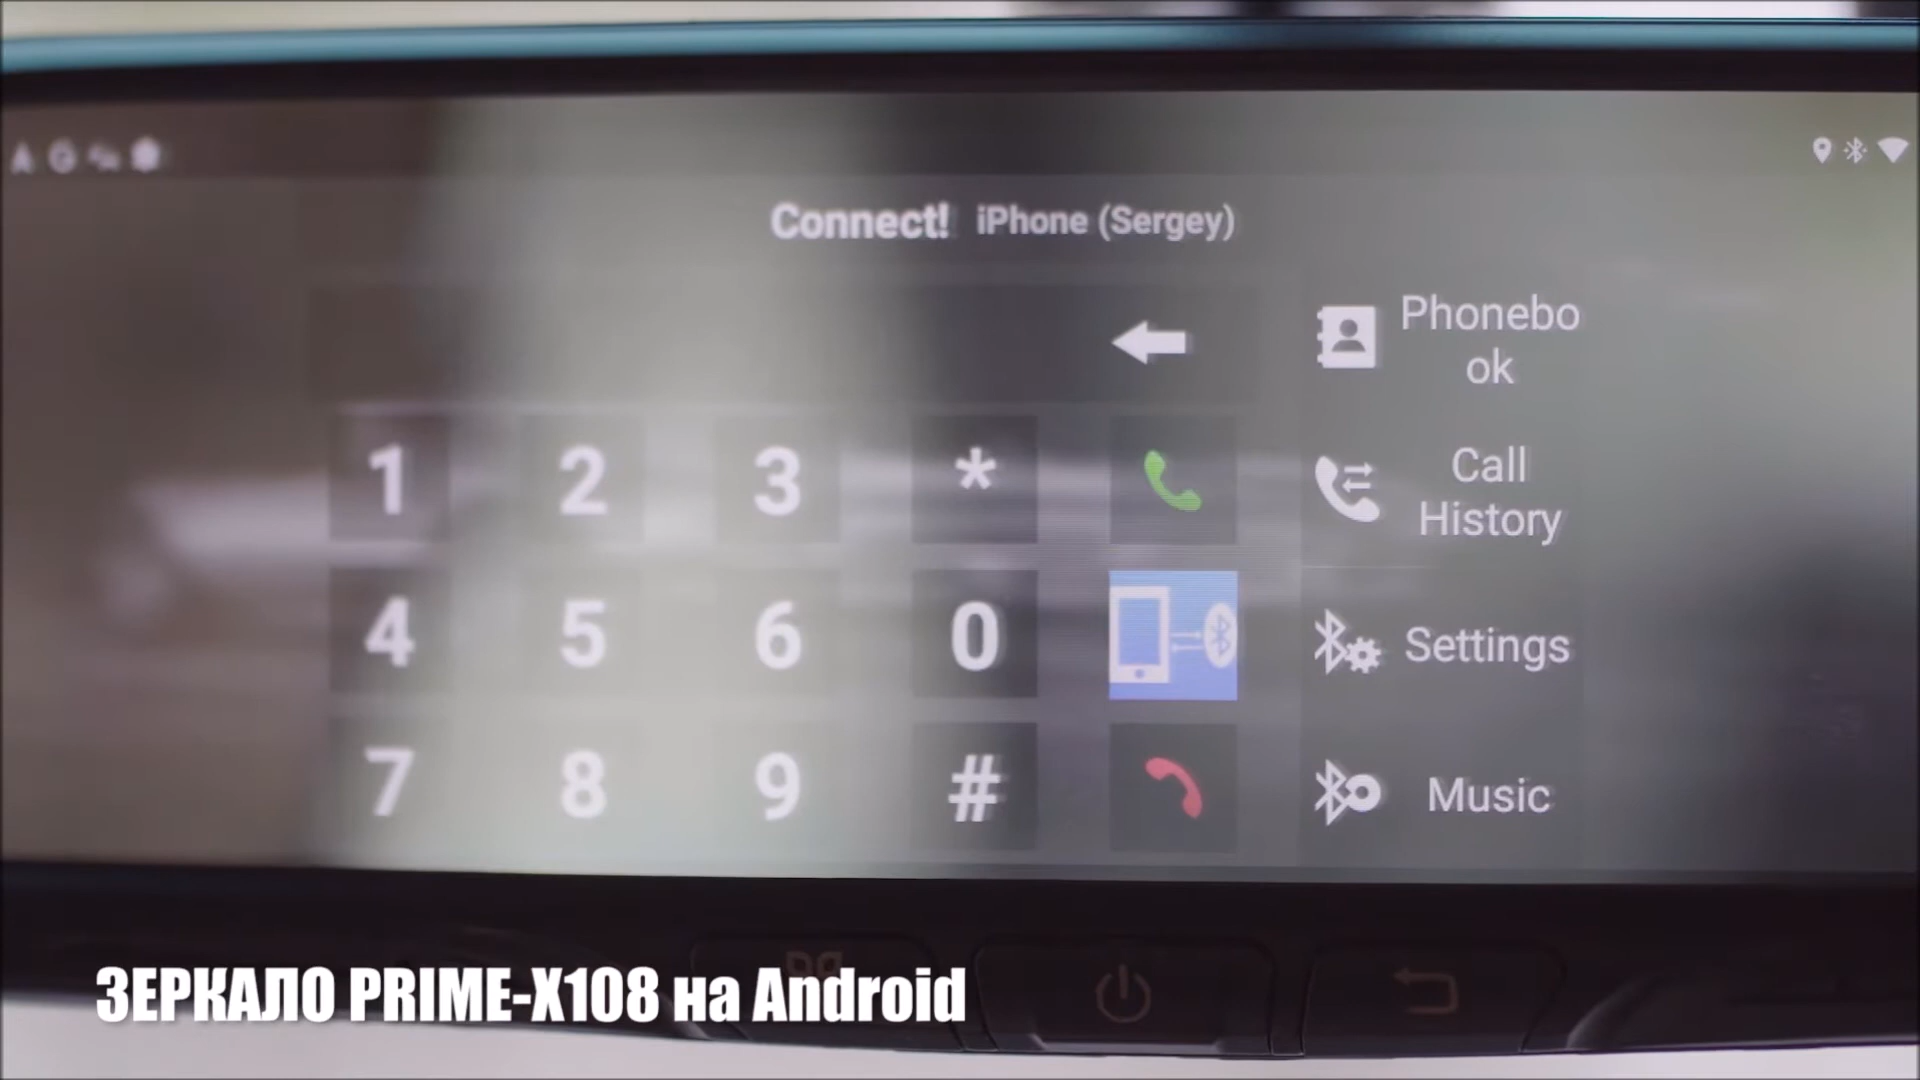 Connect! iPhone (Sergey)
Phonebo
ok
1 2 3 *
Call
History
4 5 6 0
Settings
7 8 9 #
Music
ЗЕРКАЛО PRIME-X108 на Android